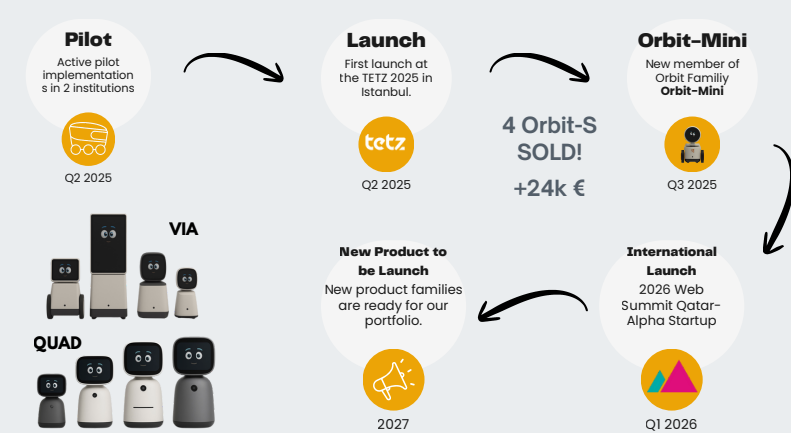 Pilot
Active pilot
implementation
s in 2 institutions
Q2 2025
Launch
First launch at
the TETZ 2025 in
Istanbul.
tetz
Q2 2025
4 Orbit-S
SOLD!
+24k €
Orbit-Mini
New member of
Orbit Familiy
Orbit-Mini
Q3 2025
International
Launch
2026 Web
Summit Qatar-
Alpha Startup
Q1 2026
New Product to
be Launch
New product families
are ready for our
portfolio.
2027
VIA
QUAD